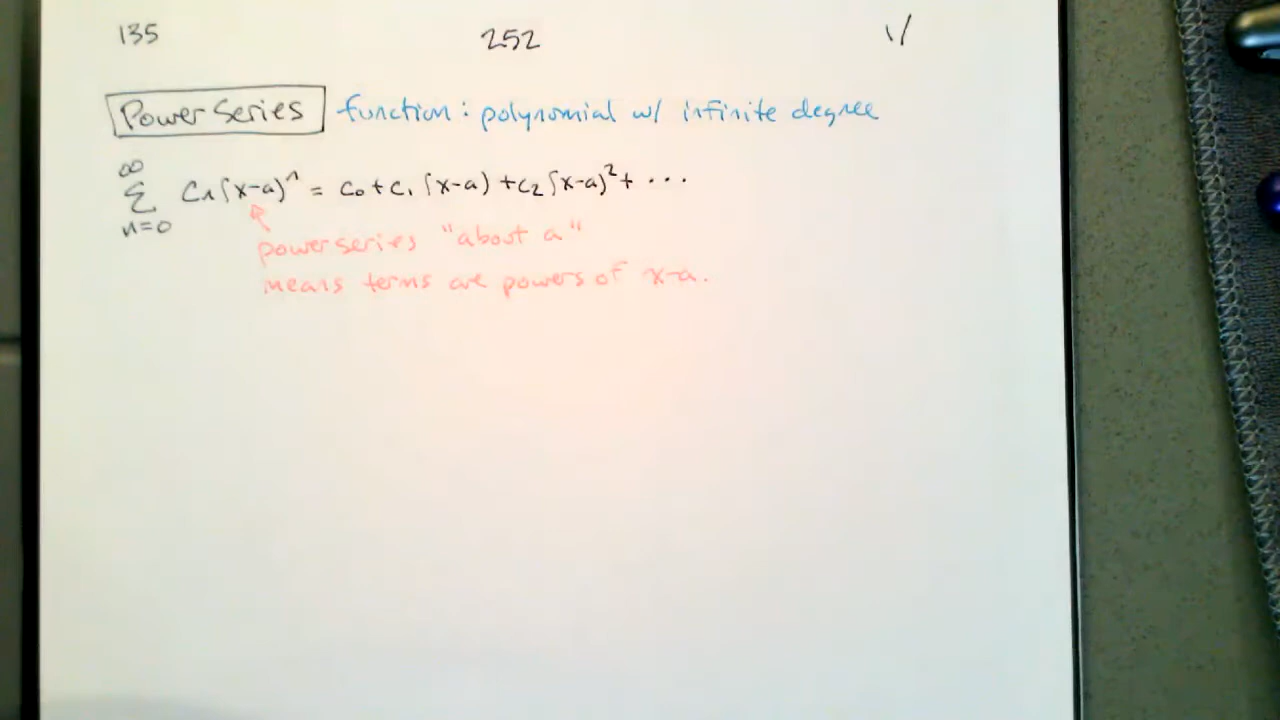 135 252 1/
Power Series function: polynomial w/ infinite degree
∞
Σ cₙ(x-a)ⁿ = c₀ + c₁(x-a) + c₂(x-a)² + ...
n=0
power series "about a"
means terms are powers of x-a.